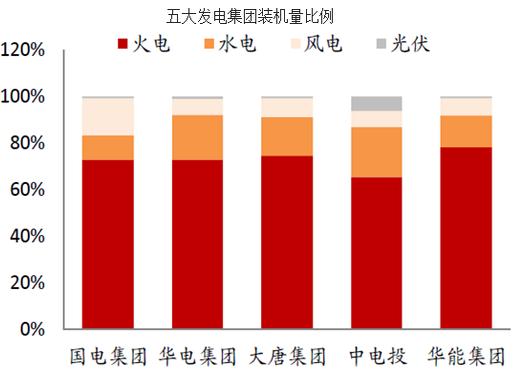 五大发电集团装机量比例
火电 水电 风电 光伏
120%
100%
80%
60%
40%
20%
0%
国电集团 华电集团 大唐集团 中电投 华能集团